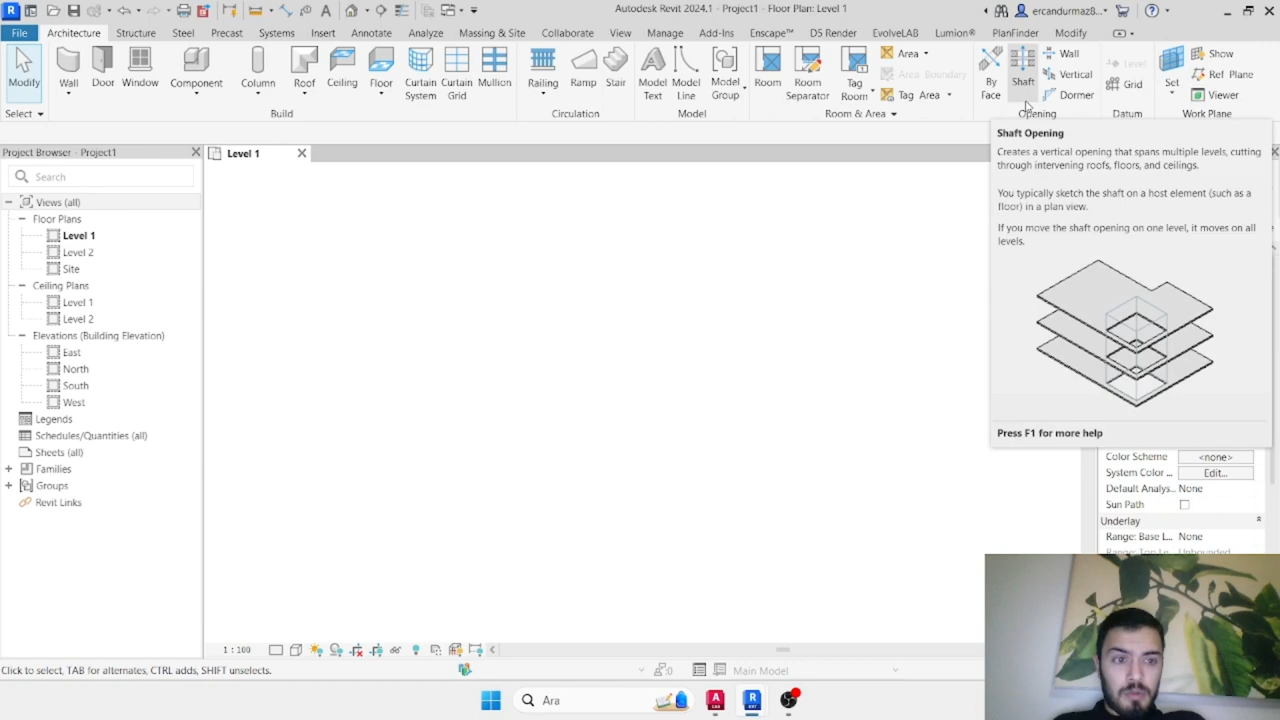 Autodesk Revit 2024.1 - Project1 - Floor Plan: Level 1
ercandurmaz8...
File Architecture Structure Steel Precast Systems Insert Annotate Analyze Massing & Site Collaborate View Manage Add-Ins Enscape™ D5 Render EvolveLAB Lumion® PlanFinder Modify
Modify Wall Door Window Component Column Roof Ceiling Floor Curtain System Curtain Grid Mullion Railing Ramp Stair Model Text Model Line Model Group Room Room Separator Tag Room
Area
Area Boundary
Tag Area
By Face Shaft
Wall
Vertical
Dormer
Level
Grid
Set
Show
Ref Plane
Viewer
Select Build Circulation Model Room & Area Opening Datum Work Plane
Project Browser - Project1
Search
Views (all)
Floor Plans
Level 1
Level 2
Site
Ceiling Plans
Level 1
Level 2
Elevations (Building Elevation)
East
North
South
West
Legends
Schedules/Quantities (all)
Sheets (all)
Families
Groups
Revit Links
Level 1
Shaft Opening
Creates a vertical opening that spans multiple levels, cutting
through intervening roofs, floors, and ceilings.
You typically sketch the shaft on a host element (such as a
floor) in a plan view.
If you move the shaft opening on one level, it moves on all
levels.
Press F1 for more help
Color Scheme <none>
System Color ... Edit...
Default Analys... None
Sun Path
Underlay
Range: Base L... None
Range: Top Le... Unbounded
1 : 100
Click to select, TAB for alternates, CTRL adds, SHIFT unselects.
:0
Main Model
Ara